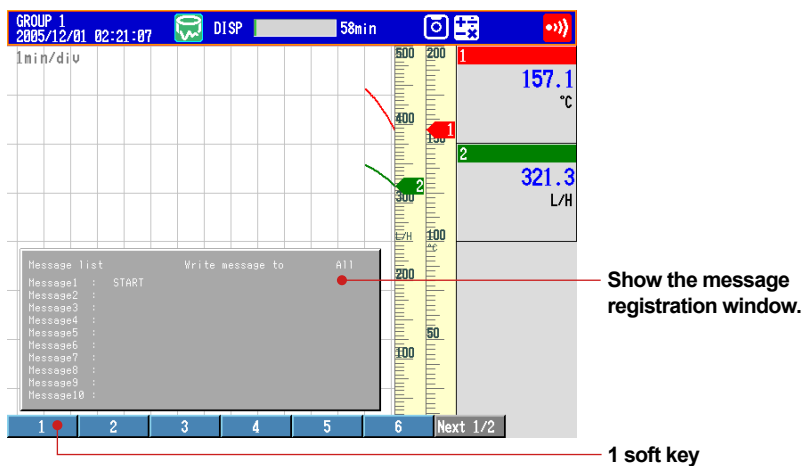 GROUP 1
2005/12/01 02:21:07
DISP
58min
1min/div
500
200
1
157.1
°C
400
1
150
2
321.3
L/H
2
300
L/H
100
°C
Message list Write message to All
Message1 : START
Message2 :
Message3 :
Message4 :
Message5 :
Message6 :
Message7 :
Message8 :
Message9 :
Message10 :
200
50
100
Show the message
registration window.
1 2 3 4 5 6 Next 1/2
1 soft key